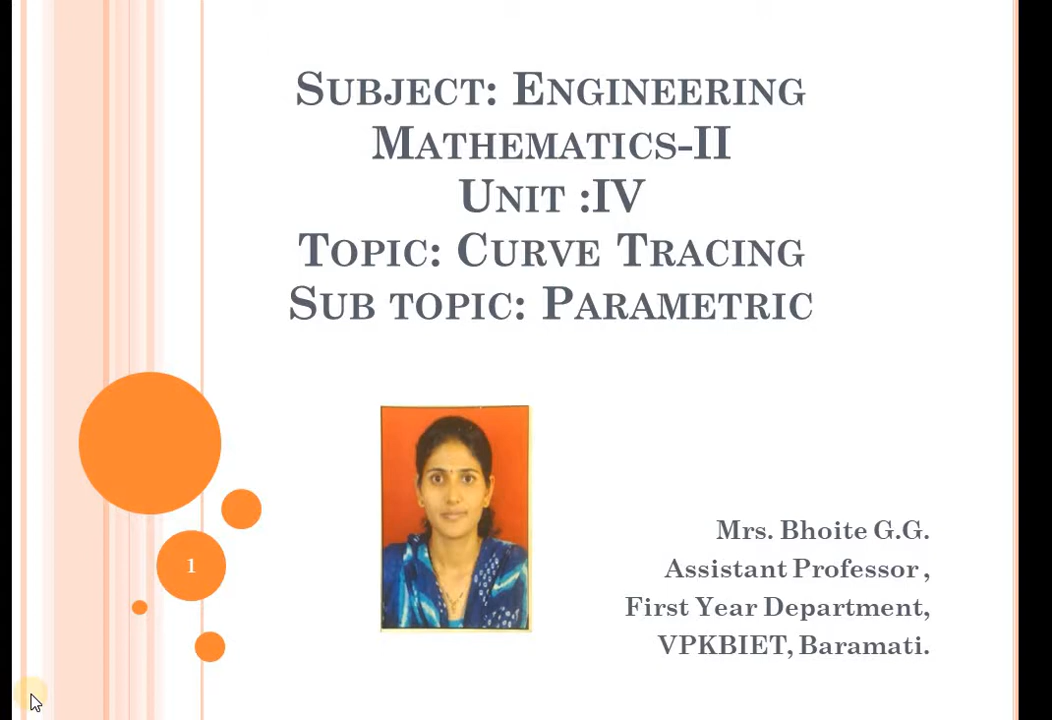 SUBJECT: ENGINEERING
MATHEMATICS-II
UNIT :IV
TOPIC: CURVE TRACING
SUB TOPIC: PARAMETRIC
1
Mrs. Bhoite G.G.
Assistant Professor ,
First Year Department,
VPKBIET, Baramati.